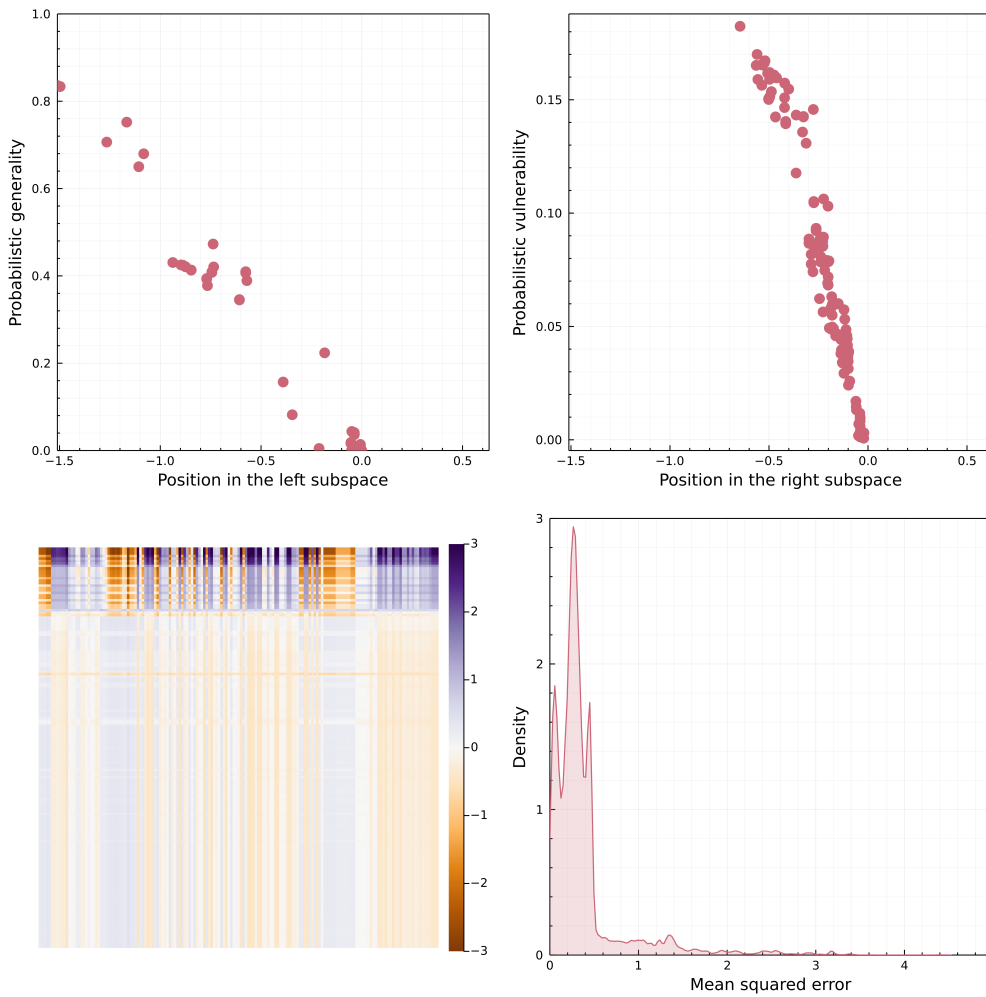 1.0
0.8
0.6
0.4
0.2
0.0
Probabilistic generality
−1.5 −1.0 −0.5 0.0 0.5
Position in the left subspace
0.15
0.10
0.05
0.00
Probabilistic vulnerability
−1.5 −1.0 −0.5 0.0 0.5
Position in the right subspace
3
2
1
0
−1
−2
−3
3
2
1
0
Density
0 1 2 3 4
Mean squared error